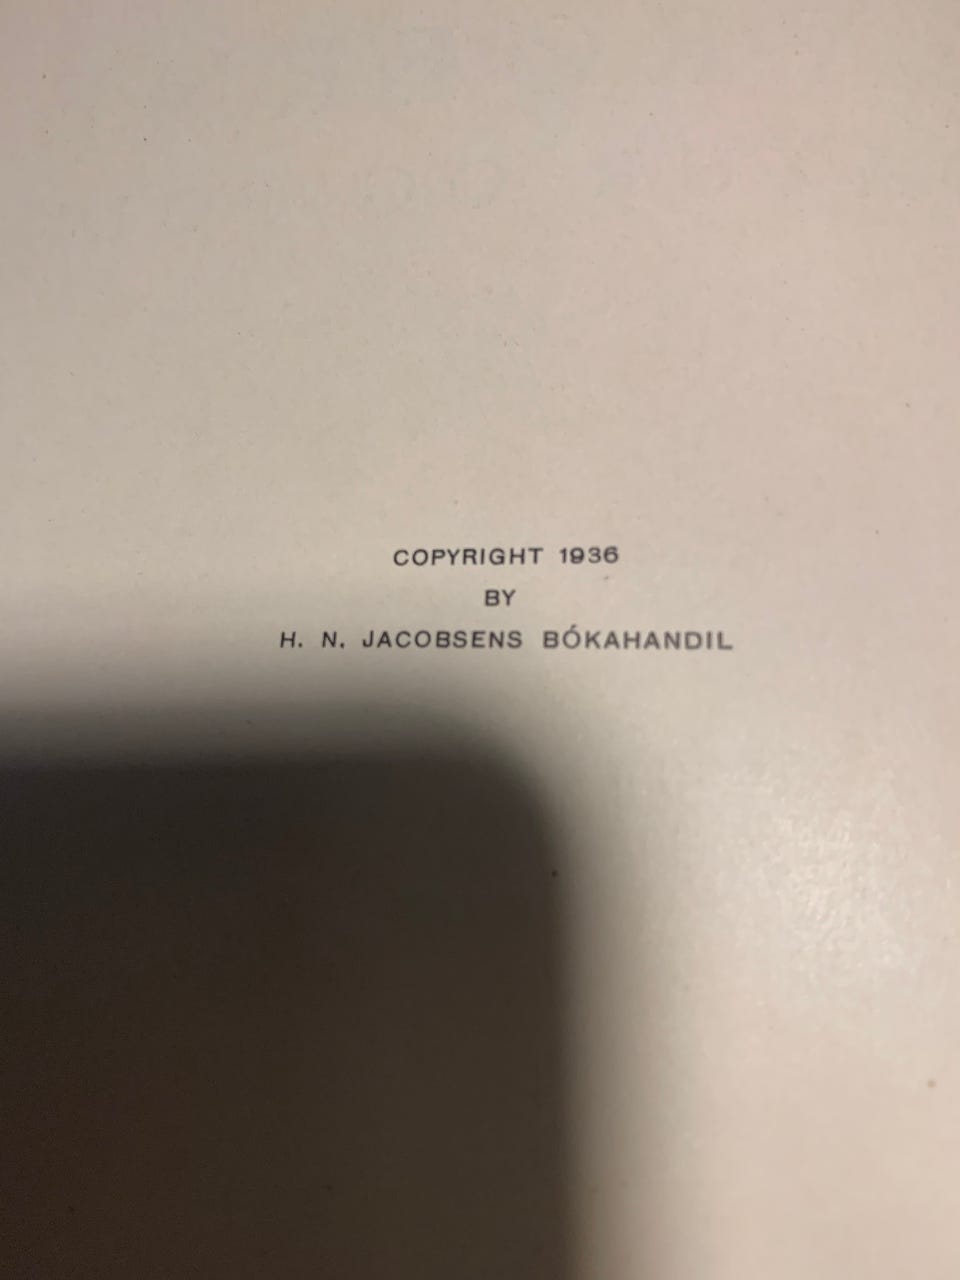 COPYRIGHT 1936
BY
H. N. JACOBSENS BÓKAHANDIL